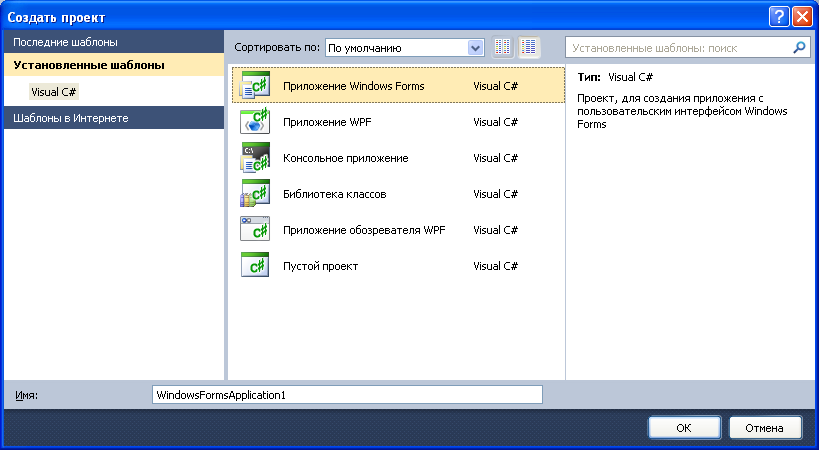 Создать проект
Последние шаблоны
Установленные шаблоны
Visual C#
Шаблоны в Интернете
Сортировать по: По умолчанию
Установленные шаблоны: поиск
Приложение Windows Forms Visual C#
Приложение WPF Visual C#
Консольное приложение Visual C#
Библиотека классов Visual C#
Приложение обозревателя WPF Visual C#
Пустой проект Visual C#
Тип: Visual C#
Проект, для создания приложения с
пользовательским интерфейсом Windows
Forms
Имя: WindowsFormsApplication1
OK Отмена